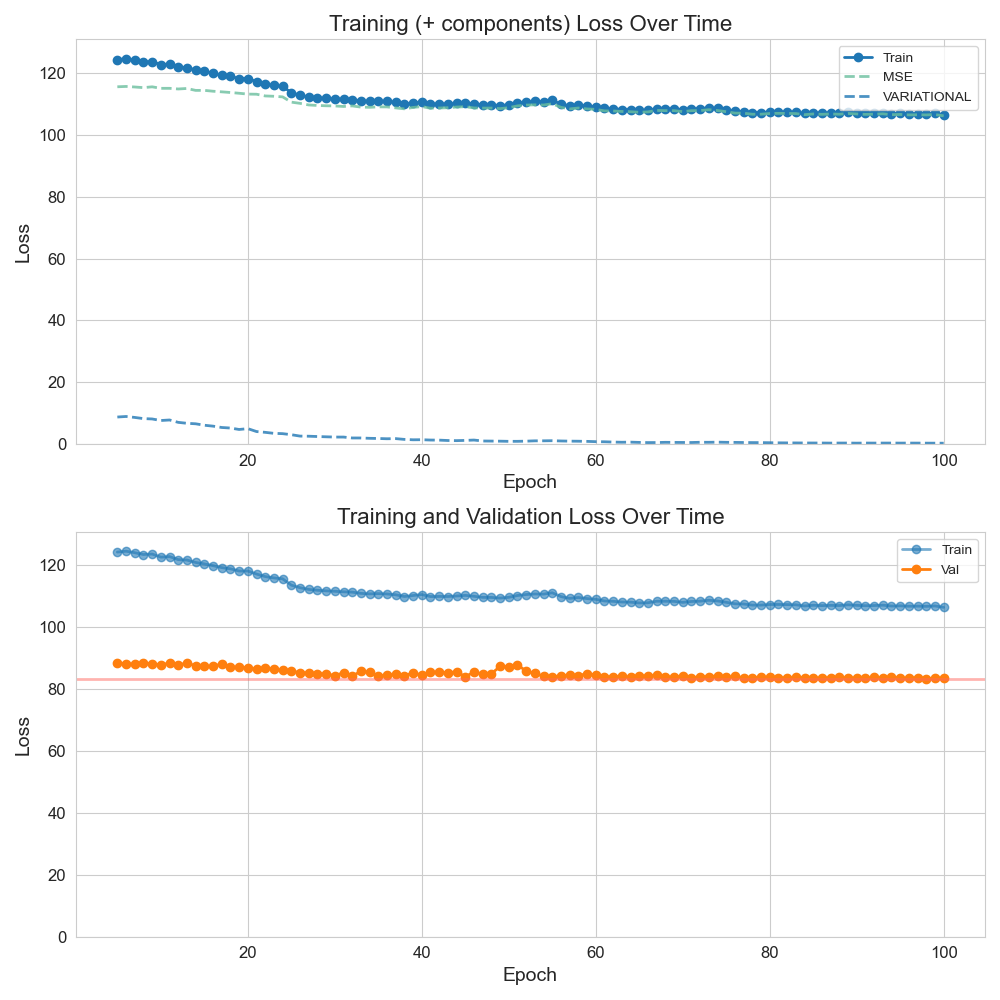 Training (+ components) Loss Over Time
Loss
120
100
80
60
40
20
0
Train
MSE
VARIATIONAL
20 40 60 80 100
Epoch
Training and Validation Loss Over Time
Loss
120
100
80
60
40
20
0
Train
Val
20 40 60 80 100
Epoch